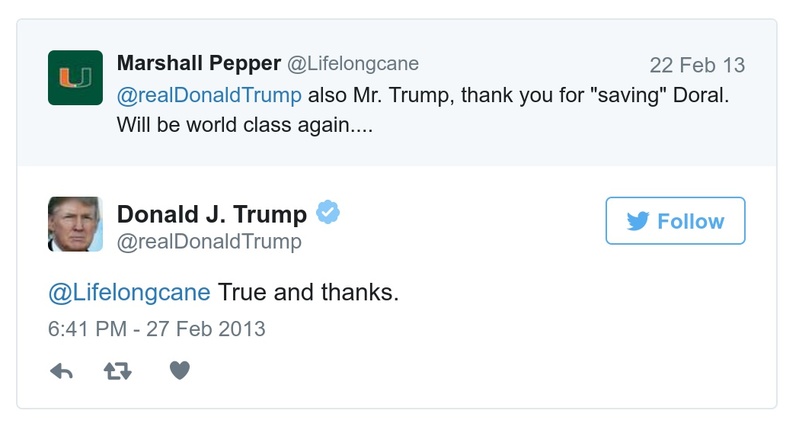 Marshall Pepper @Lifelongcane 22 Feb 13
@realDonaldTrump also Mr. Trump, thank you for "saving" Doral.
Will be world class again....
Donald J. Trump
Follow
@realDonaldTrump
@Lifelongcane True and thanks.
6:41 PM - 27 Feb 2013